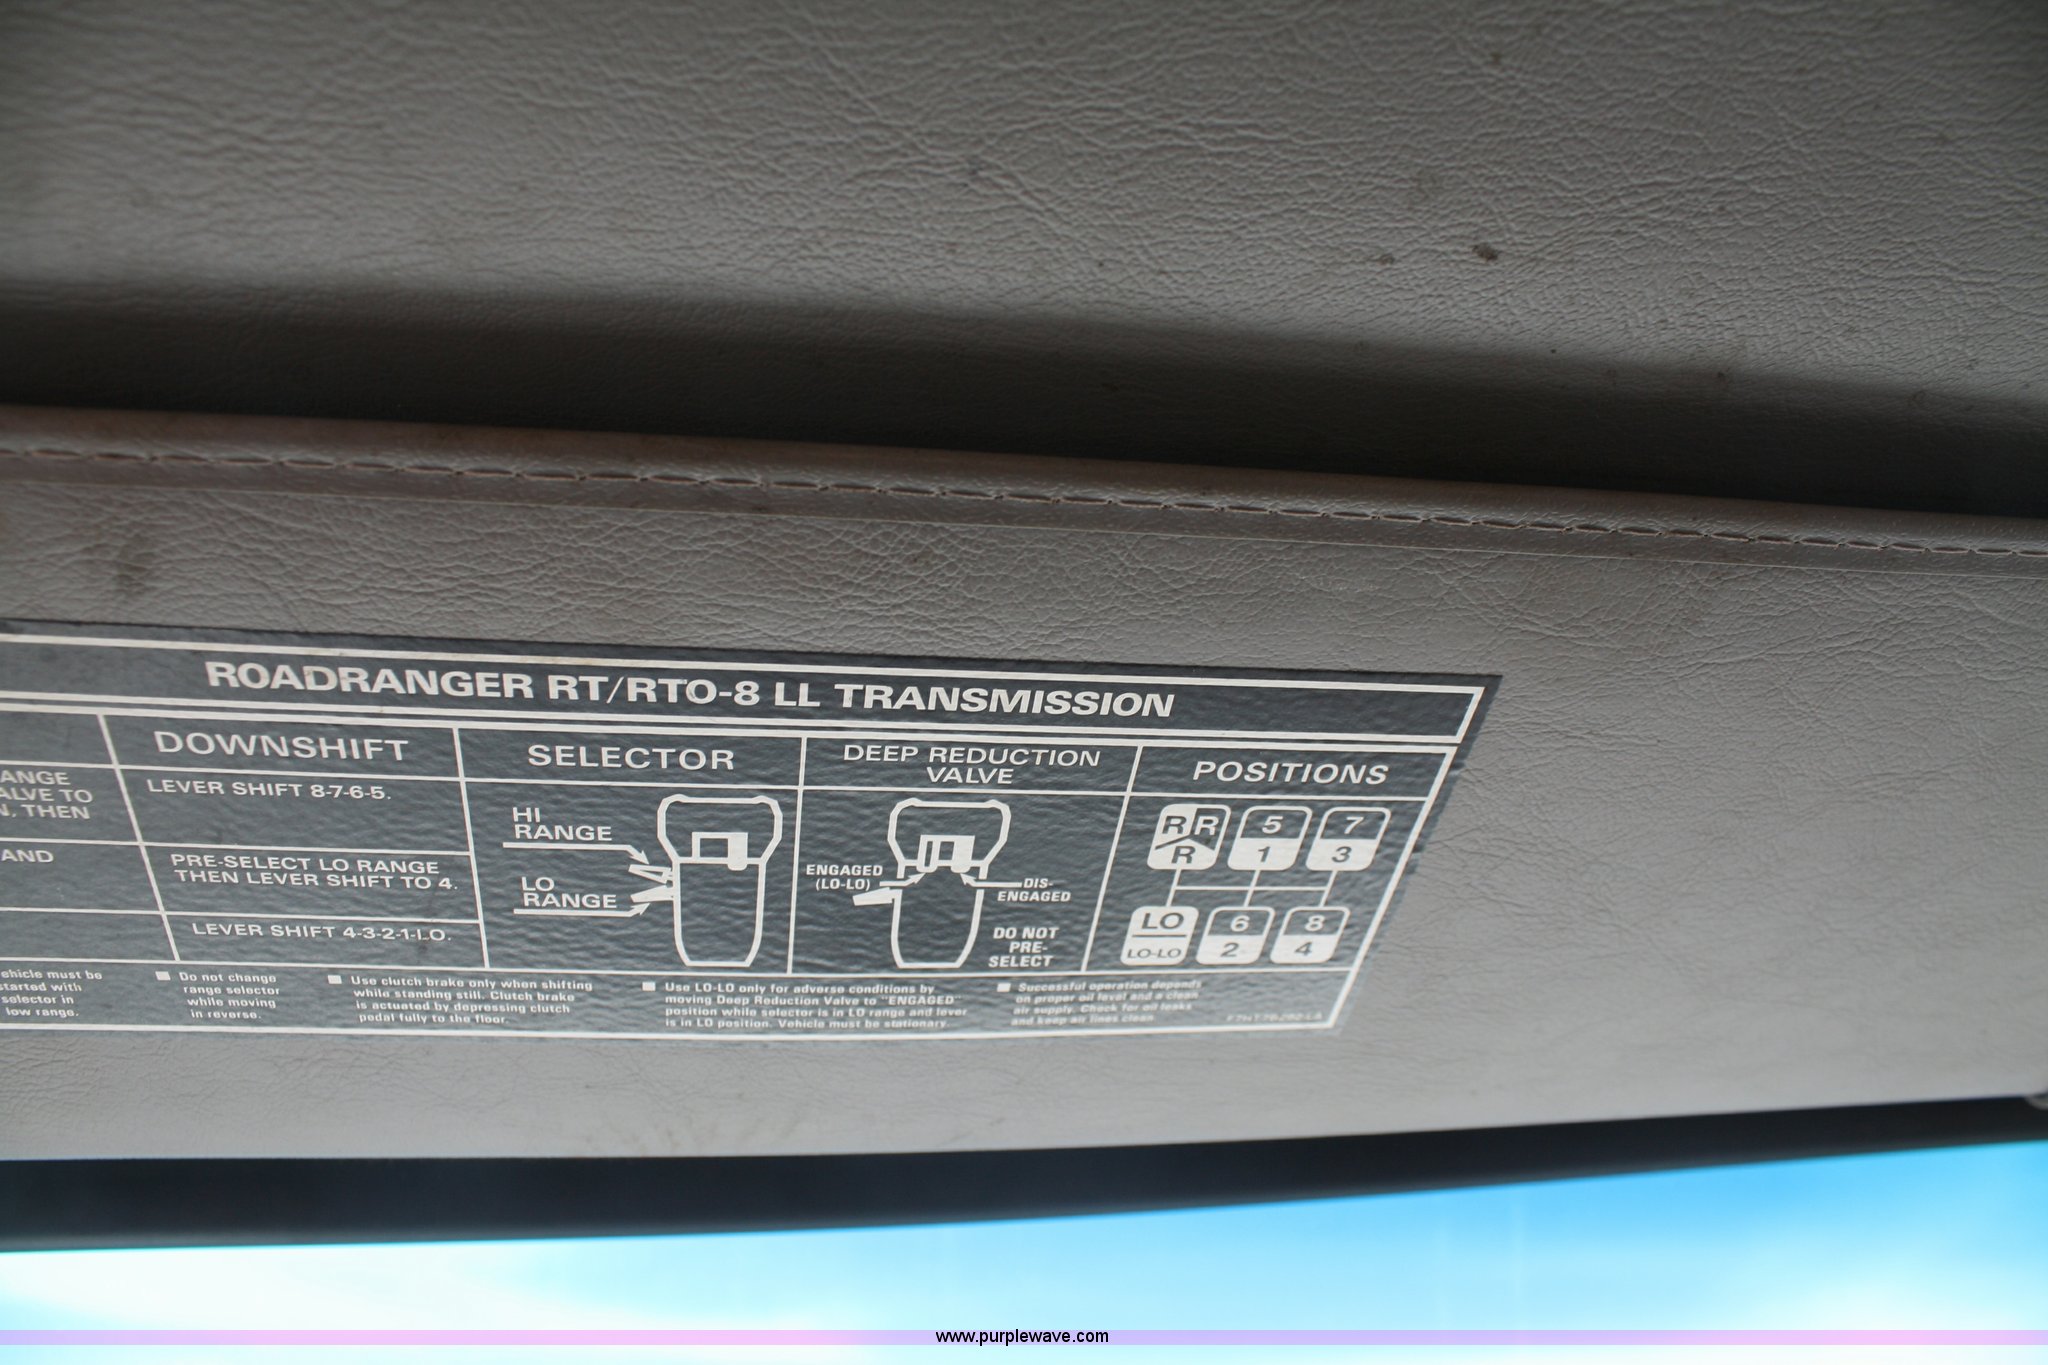 ROADRANGER RT/RTO-8 LL TRANSMISSION
ANGE
ALVE TO
N, THEN
AND
DOWNSHIFT
LEVER SHIFT 8-7-6-5.
PRE-SELECT LO RANGE
THEN LEVER SHIFT TO 4.
LEVER SHIFT 4-3-2-1-LO.
SELECTOR
HI
RANGE
LO
RANGE
DEEP REDUCTION
VALVE
ENGAGED
(LO-LO)
DIS-
ENGAGED
DO NOT
PRE-
SELECT
POSITIONS
R R 5 7
R 1 3
LO 6 8
LO-LO 2 4
ehicle must be
started with
selector in
low range.
■ Do not change
range selector
while moving
in reverse.
■ Use clutch brake only when shifting
while standing still. Clutch brake
is actuated by depressing clutch
pedal fully to the floor.
■ Use LO-LO only for adverse conditions by
moving Deep Reduction Valve to "ENGAGED"
position while selector is in LO range and lever
is in LO position. Vehicle must be stationary.
■ Successful operation depends
on proper oil level and a clean
air supply. Check for oil leaks
and keep air lines clean.
www.purplewave.com